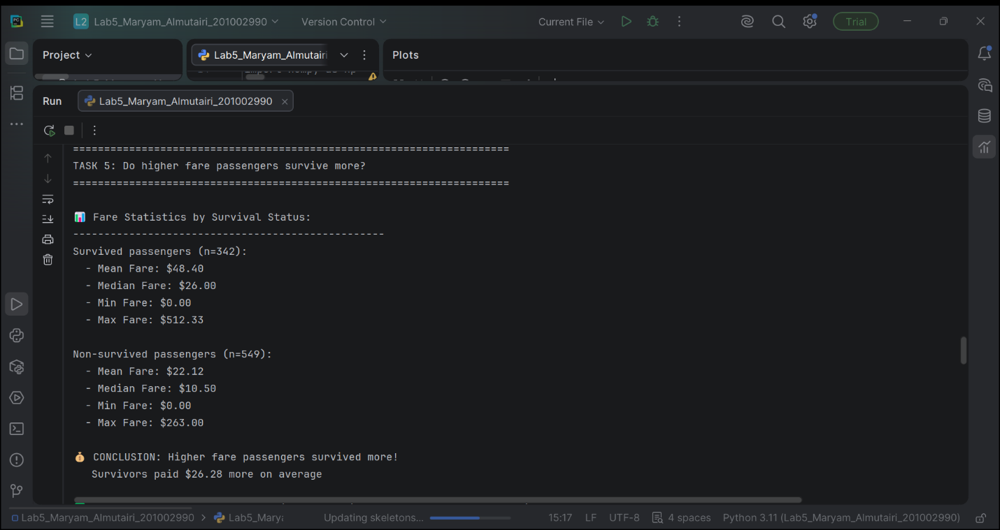 L2 Lab5_Maryam_Almutairi_201002990
Version Control
Current File
Trial
Project
Lab5_Maryam_Almutairi
Plots
Run
Lab5_Maryam_Almutairi_201002990
======================================================================
TASK 5: Do higher fare passengers survive more?
======================================================================
📊 Fare Statistics by Survival Status:
--------------------------------------------------
Survived passengers (n=342):
- Mean Fare: $48.40
- Median Fare: $26.00
- Min Fare: $0.00
- Max Fare: $512.33
Non-survived passengers (n=549):
- Mean Fare: $22.12
- Median Fare: $10.50
- Min Fare: $0.00
- Max Fare: $263.00
💰 CONCLUSION: Higher fare passengers survived more!
Survivors paid $26.28 more on average
Lab5_Maryam_Almutairi_201002990 > Lab5_Marya
Updating skeletons...
15:17 LF UTF-8 4 spaces Python 3.11 (Lab5_Maryam_Almutairi_201002990)